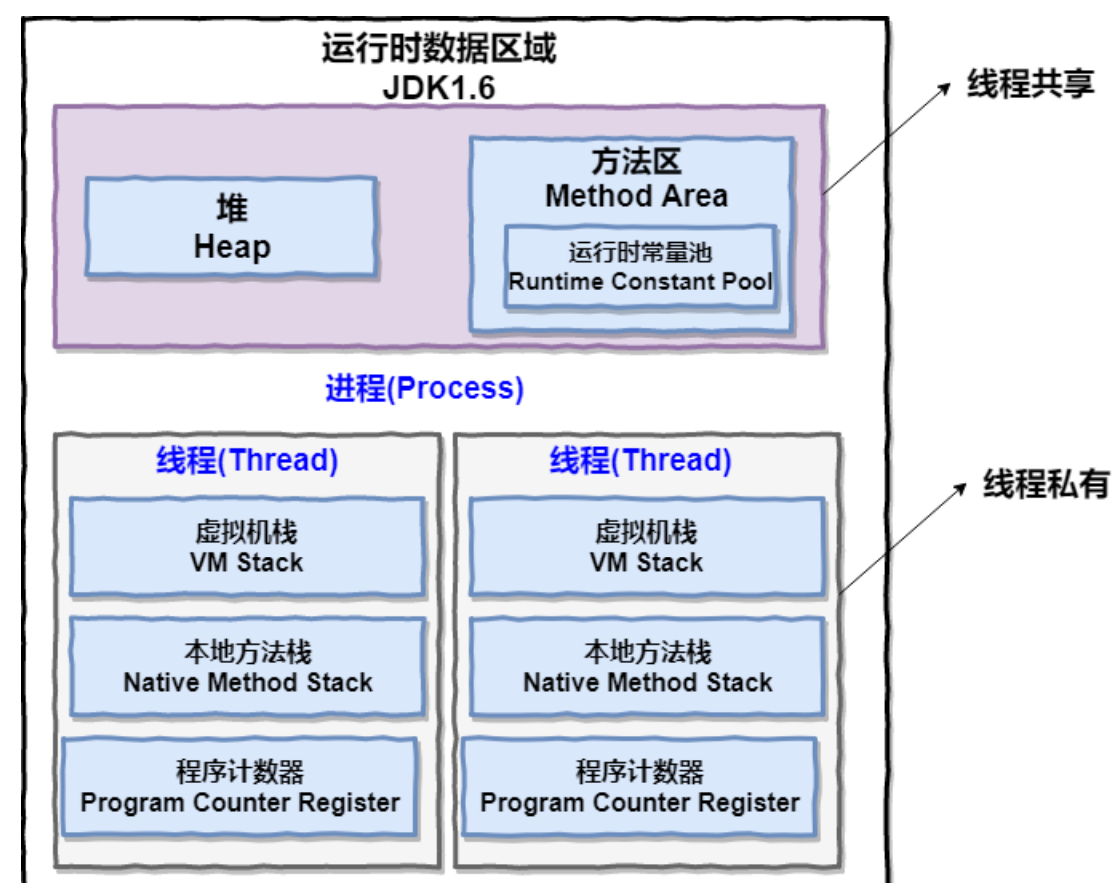 运行时数据区域
JDK1.6
线程共享
堆
Heap
方法区
Method Area
运行时常量池
Runtime Constant Pool
进程(Process)
线程(Thread)
虚拟机栈
VM Stack
本地方法栈
Native Method Stack
程序计数器
Program Counter Register
线程(Thread)
虚拟机栈
VM Stack
本地方法栈
Native Method Stack
程序计数器
Program Counter Register
线程私有